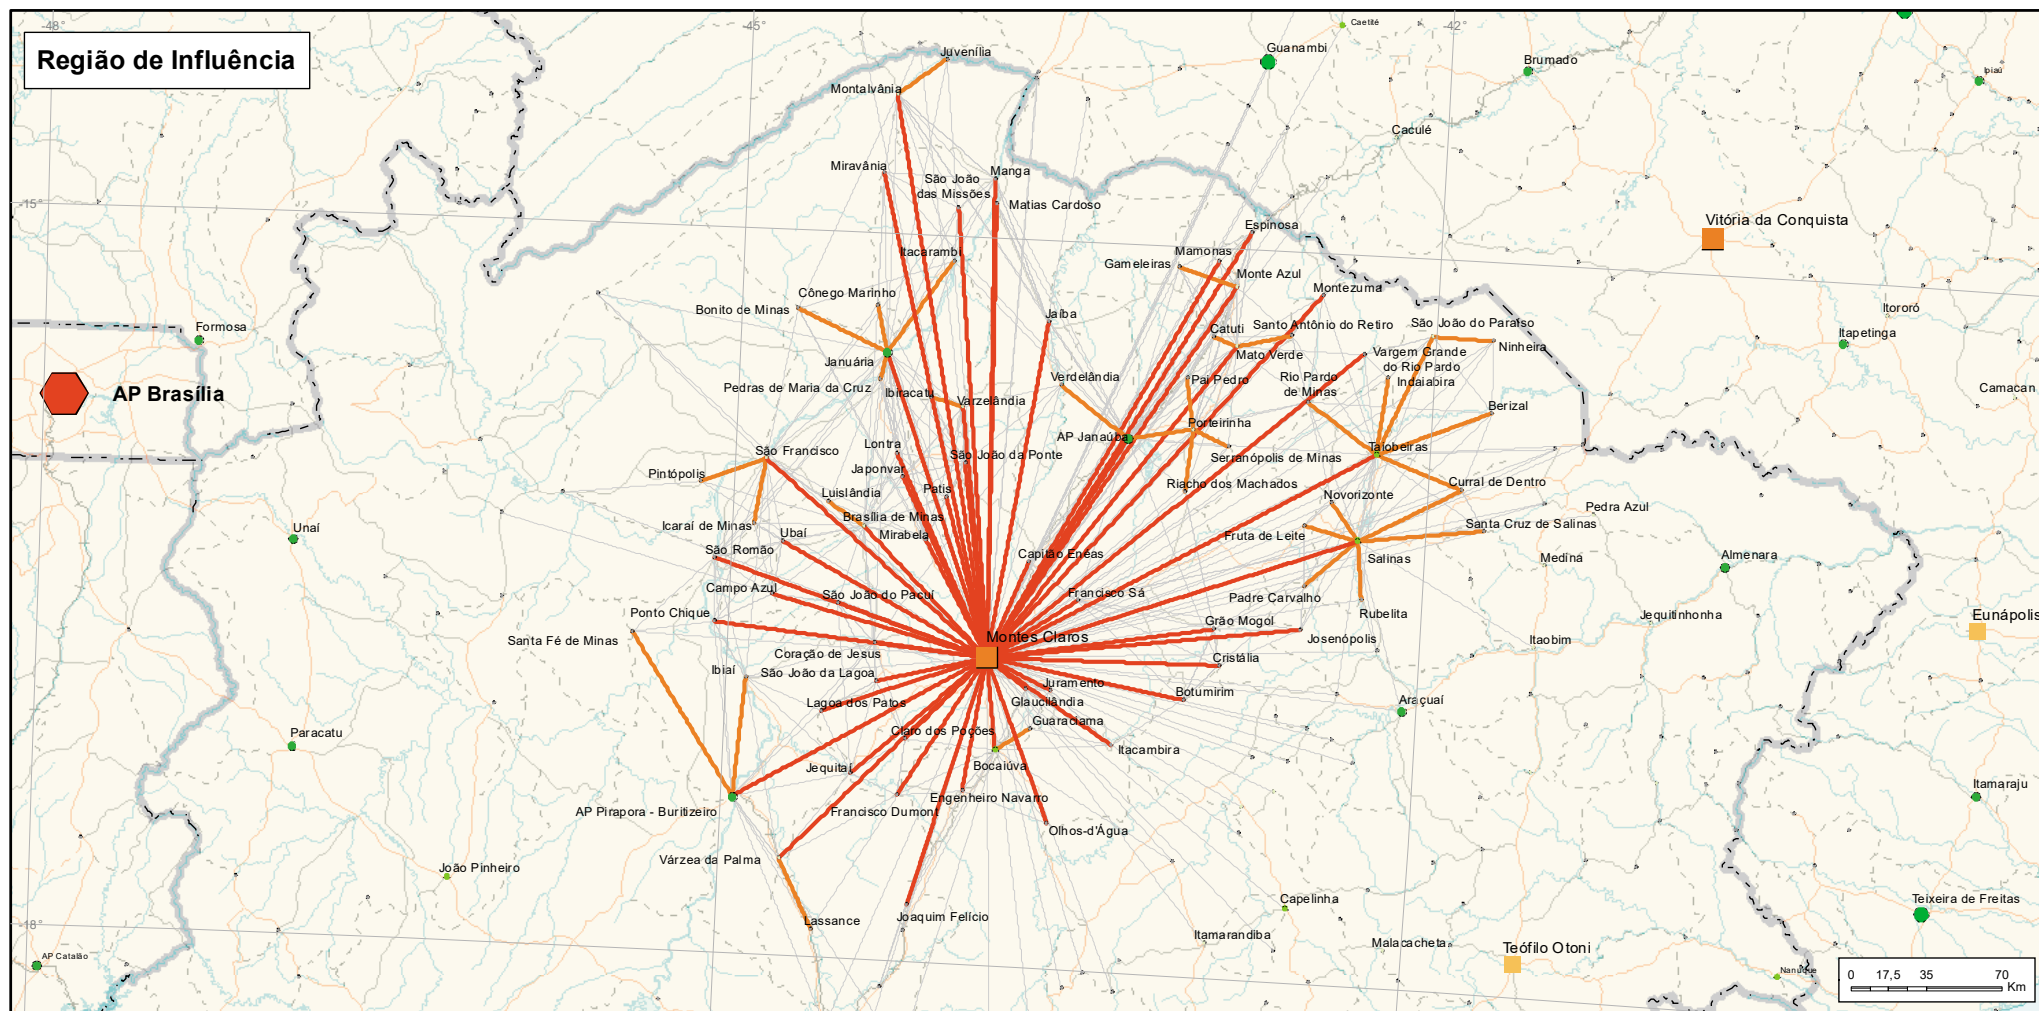 -48°
-45°
-42°
Região de Influência
Juvenília
Guanambi
Caetité
Brumado
Ipiaú
Montalvânia
Caculé
Miravânia
São João
das Missões
Manga
Matias Cardoso
-15°
Vitória da Conquista
Espinosa
Itacarambi
Mamonas
Gameleiras
Monte Azul
Cônego Marinho
Montezuma
Bonito de Minas
Itororó
Formosa
Jaíba
Catuti
Santo Antônio do Retiro
São João do Paraíso
Itapetinga
Ninheira
Januária
Mato Verde
Vargem Grande
do Rio Pardo
Pedras de Maria da Cruz
Verdelândia
Pai Pedro
Rio Pardo
de Minas
Indaiabira
Camacan
AP Brasília
Ibiracatu
Varzelândia
Berizal
Porteirinha
AP Janaúba
Lontra
São Francisco
São João da Ponte
Serranópolis de Minas
Taiobeiras
Pintópolis
Japonvar
Riacho dos Machados
Curral de Dentro
Luislândia
Patis
Novorizonte
Pedra Azul
Icaraí de Minas
Brasília de Minas
Santa Cruz de Salinas
Unaí
Ubaí
Mirabela
Fruta de Leite
São Romão
Capitão Enéas
Salinas
Medina
Almenara
Campo Azul
São João do Pacuí
Francisco Sá
Padre Carvalho
Ponto Chique
Rubelita
Jequitinhonha
Eunápolis
Grão Mogol
Santa Fé de Minas
Montes Claros
Josenópolis
Itaobim
Coração de Jesus
Cristália
Ibiaí
São João da Lagoa
Juramento
Botumirim
Lagoa dos Patos
Glaucilândia
Araçuaí
Guaraciama
Paracatu
Claro dos Poções
Itacambira
Jequitaí
Bocaiúva
Itamaraju
AP Pirapora - Buritizeiro
Francisco Dumont
Engenheiro Navarro
Olhos-d'Água
Várzea da Palma
João Pinheiro
Capelinha
Teixeira de Freitas
Lassance
Joaquim Felício
-18°
Itamarandiba
Malacacheta
Teófilo Otoni
AP Catalão
Nanuque
0 17,5 35 70
Km